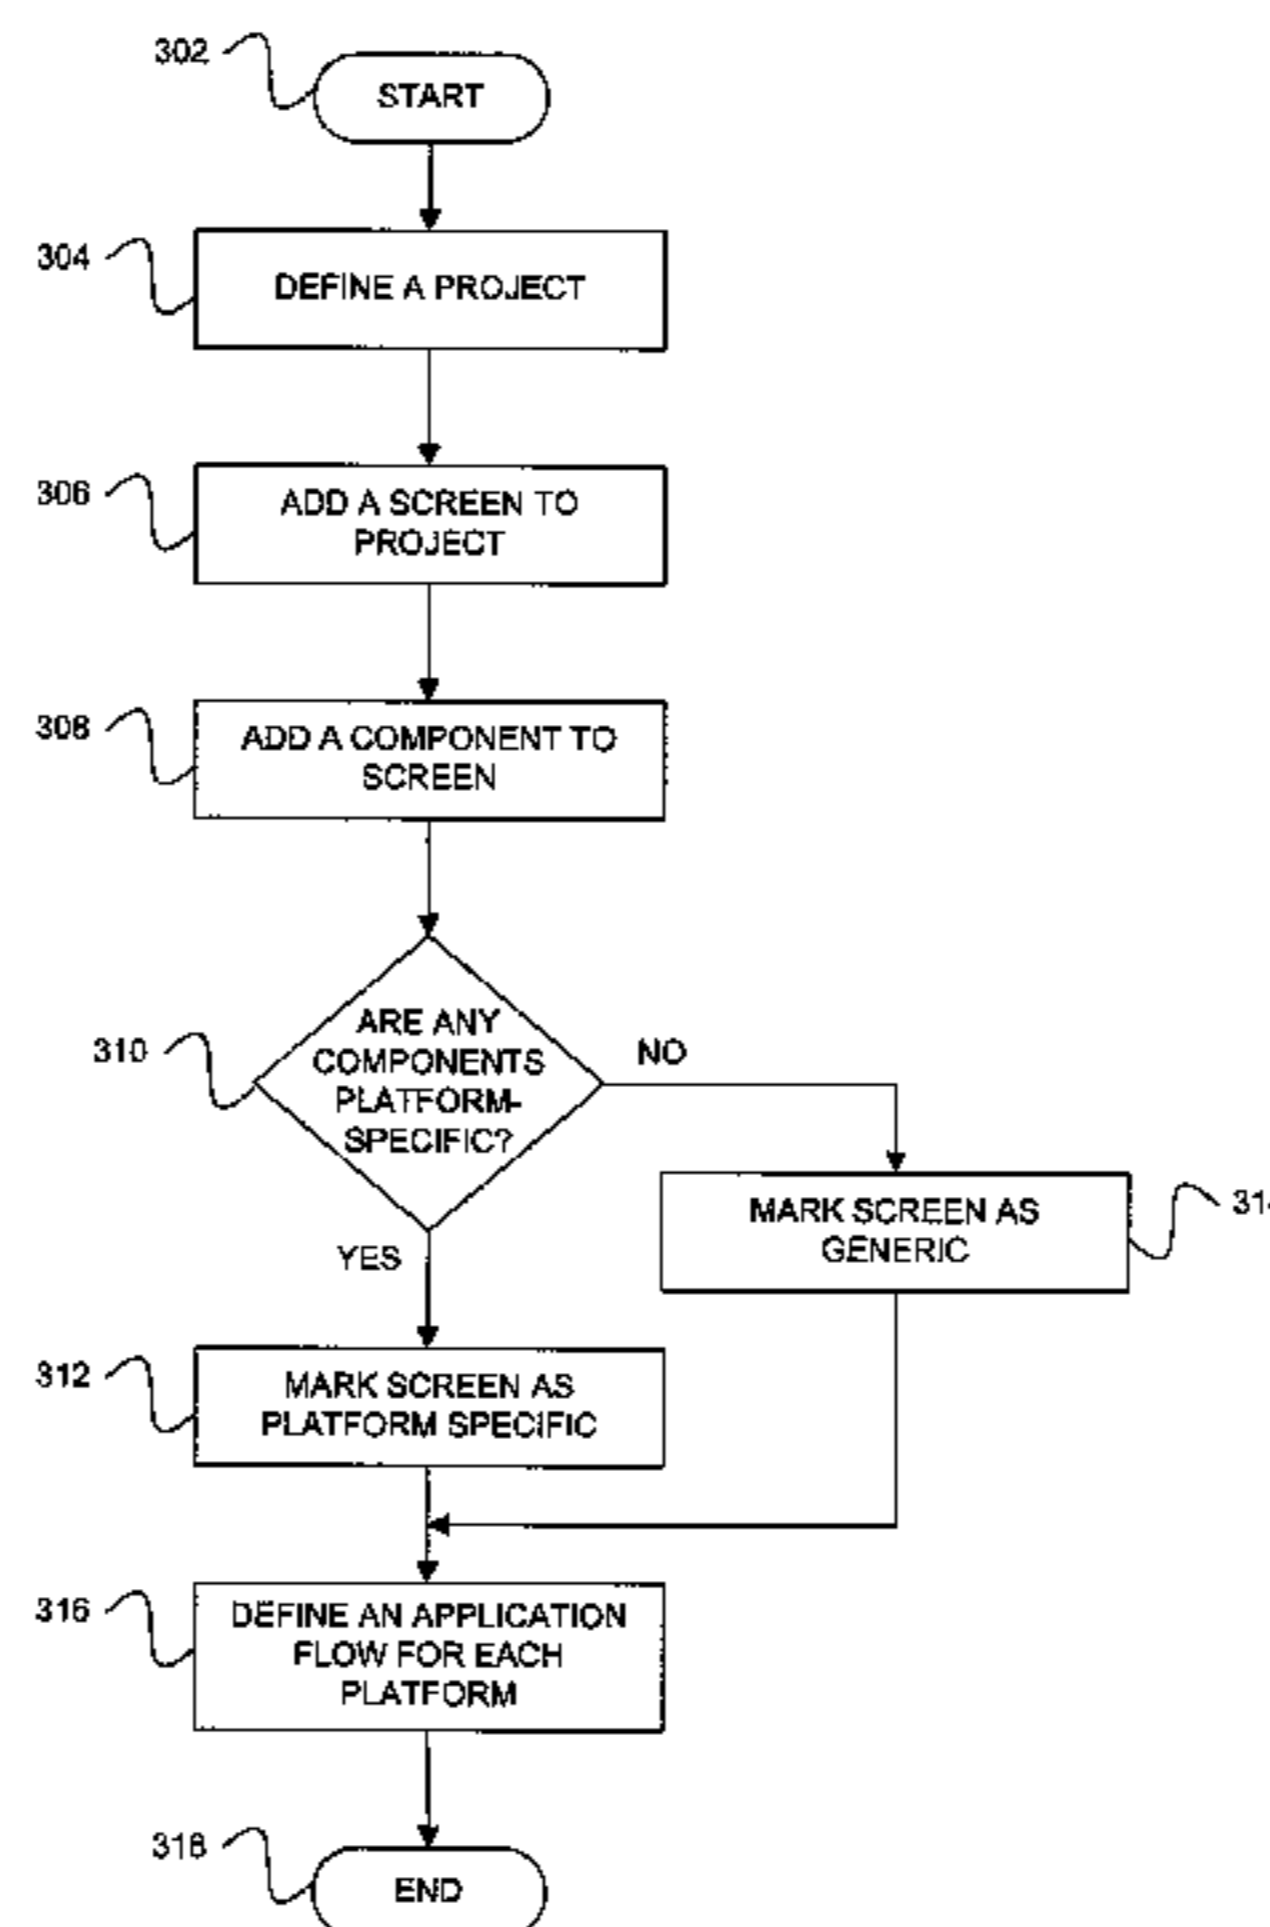 302
START
304
DEFINE A PROJECT
306
ADD A SCREEN TO
PROJECT
308
ADD A COMPONENT TO
SCREEN
310
ARE ANY
COMPONENTS
PLATFORM-
SPECIFIC?
NO
MARK SCREEN AS
GENERIC
YES
312
MARK SCREEN AS
PLATFORM SPECIFIC
316
DEFINE AN APPLICATION
FLOW FOR EACH
PLATFORM
318
END